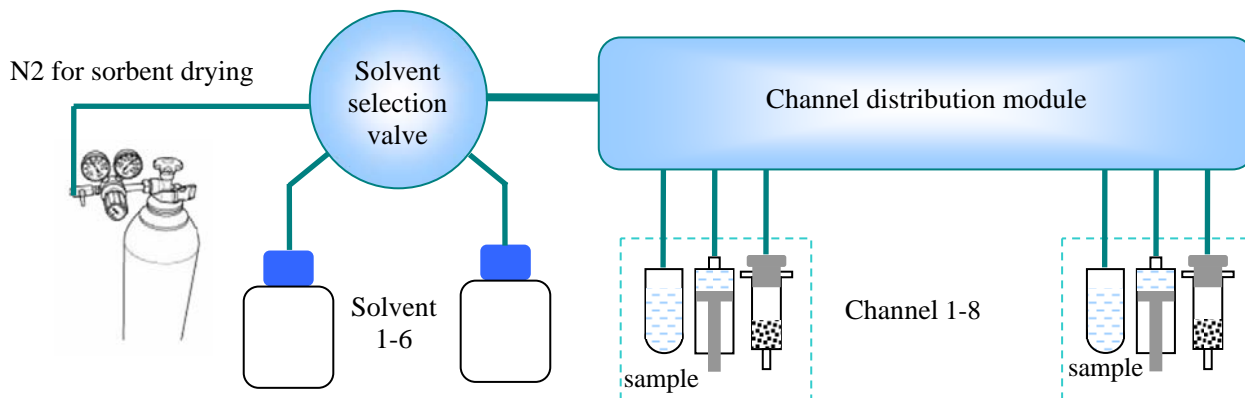 N2 for sorbent drying
Solvent
selection
valve
Channel distribution module
Solvent
1-6
Channel 1-8
sample
sample